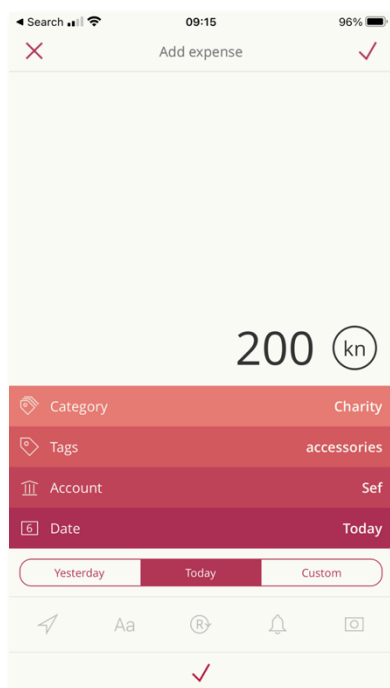 Search 09:15 96%
Add expense
200 kn
Category Charity
Tags accessories
Account Sef
6 Date Today
Yesterday Today Custom
Aa R